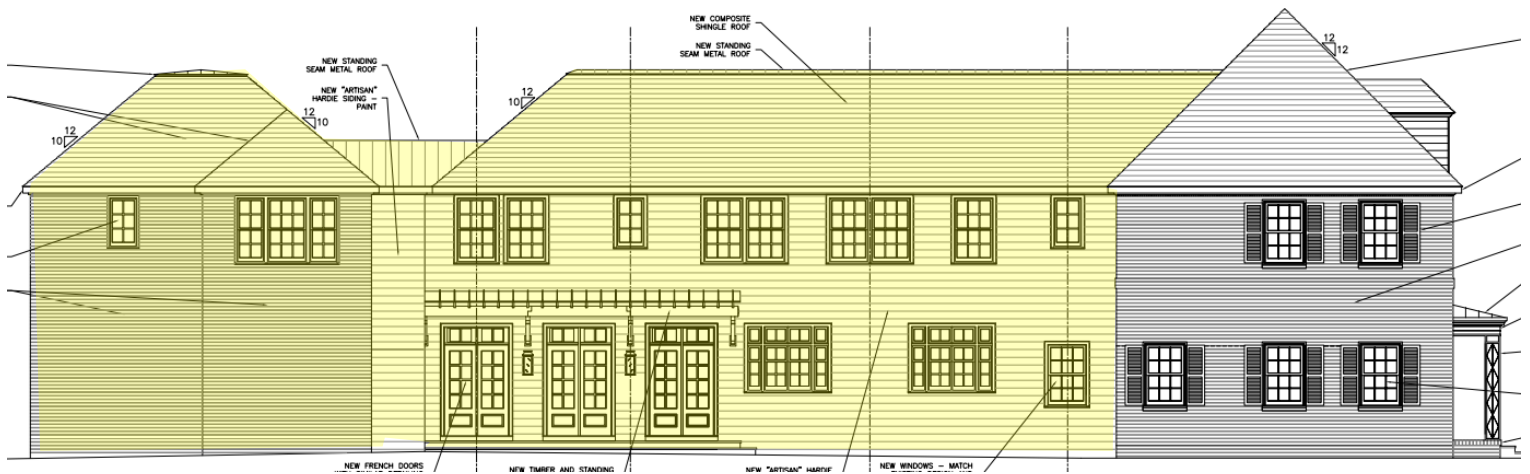 NEW COMPOSITE
SHINGLE ROOF
NEW STANDING
SEAM METAL ROOF
12
12
NEW STANDING
SEAM METAL ROOF
NEW "ARTISAN"
HARDIE SIDING –
PAINT
12
10
12
10
12
10
NEW FRENCH DOORS
NEW TIMBER AND STANDING
NEW "ARTISAN" HARDIE
NEW WINDOWS – MATCH